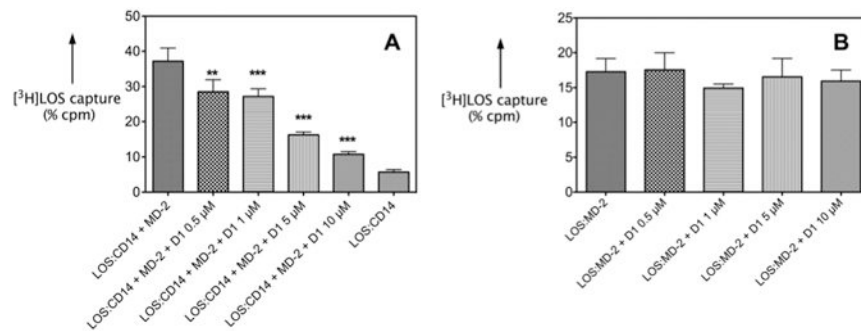 A
[³H]LOS capture
(% cpm)
50
40
30
20
10
0
**
***
***
***
LOS:CD14 + MD-2
LOS:CD14 + MD-2 + D1 0.5 μM
LOS:CD14 + MD-2 + D1 1 μM
LOS:CD14 + MD-2 + D1 5 μM
LOS:CD14 + MD-2 + D1 10 μM
LOS:CD14
B
[³H]LOS capture
(% cpm)
25
20
15
10
5
0
LOS:MD-2
LOS:MD-2 + D1 0.5 μM
LOS:MD-2 + D1 1 μM
LOS:MD-2 + D1 5 μM
LOS:MD-2 + D1 10 μM